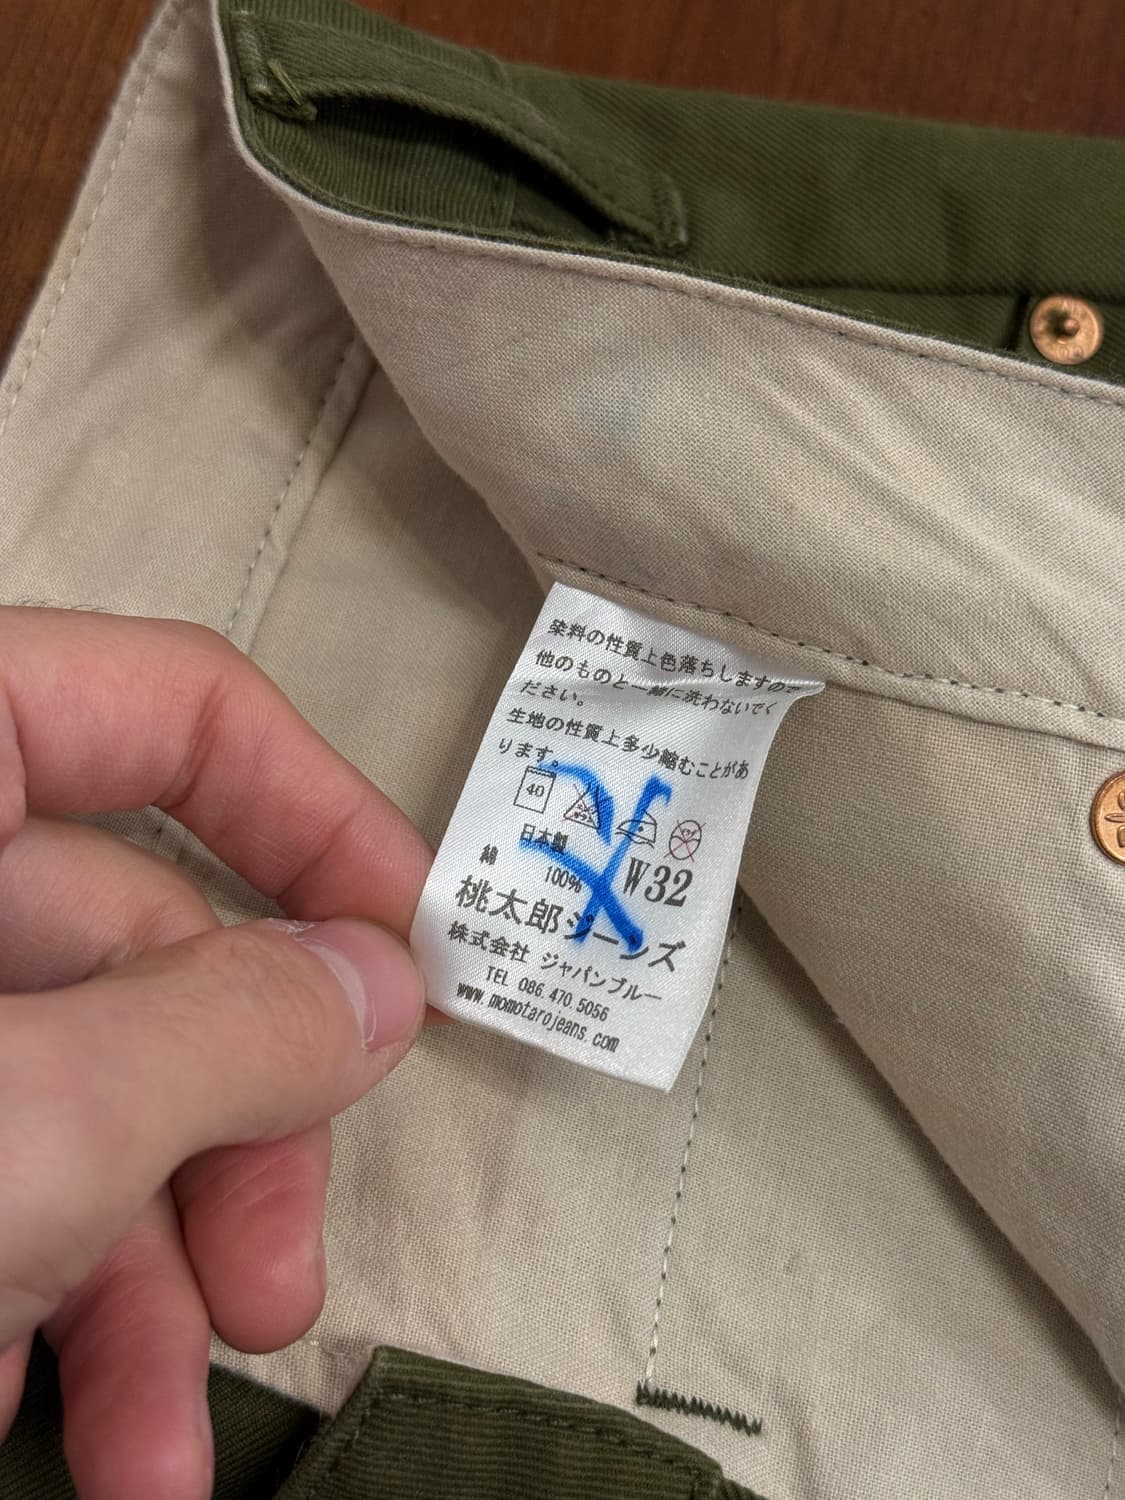 染料の性質上色落ちしますので
他のものと一緒に洗わないでく
ださい。
生地の性質上多少縮むことがあ
ります。
40
日本製
綿 100% W32
桃太郎ジーンズ
株式会社 ジャパンブルー
TEL 086.470.5056
www.momotarojeans.com